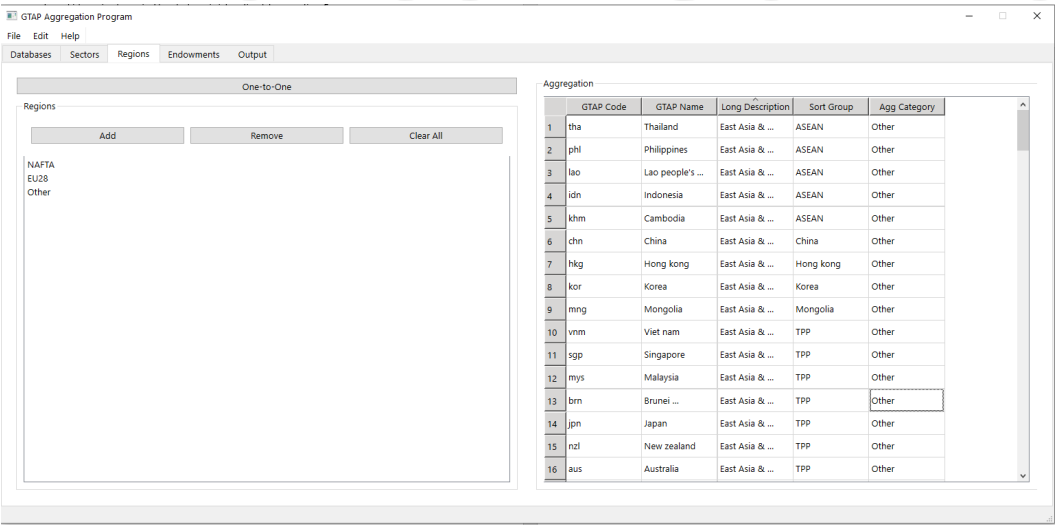 GTAP Aggregation Program
File Edit Help
Databases Sectors Regions Endowments Output
One-to-One
Regions
Add Remove Clear All
NAFTA
EU28
Other
Aggregation
GTAP Code GTAP Name Long Description Sort Group Agg Category
1 tha Thailand East Asia & ... ASEAN Other
2 phl Philippines East Asia & ... ASEAN Other
3 lao Lao people's ... East Asia & ... ASEAN Other
4 idn Indonesia East Asia & ... ASEAN Other
5 khm Cambodia East Asia & ... ASEAN Other
6 chn China East Asia & ... China Other
7 hkg Hong kong East Asia & ... Hong kong Other
8 kor Korea East Asia & ... Korea Other
9 mng Mongolia East Asia & ... Mongolia Other
10 vnm Viet nam East Asia & ... TPP Other
11 sgp Singapore East Asia & ... TPP Other
12 mys Malaysia East Asia & ... TPP Other
13 brn Brunei ... East Asia & ... TPP Other
14 jpn Japan East Asia & ... TPP Other
15 nzl New zealand East Asia & ... TPP Other
16 aus Australia East Asia & ... TPP Other